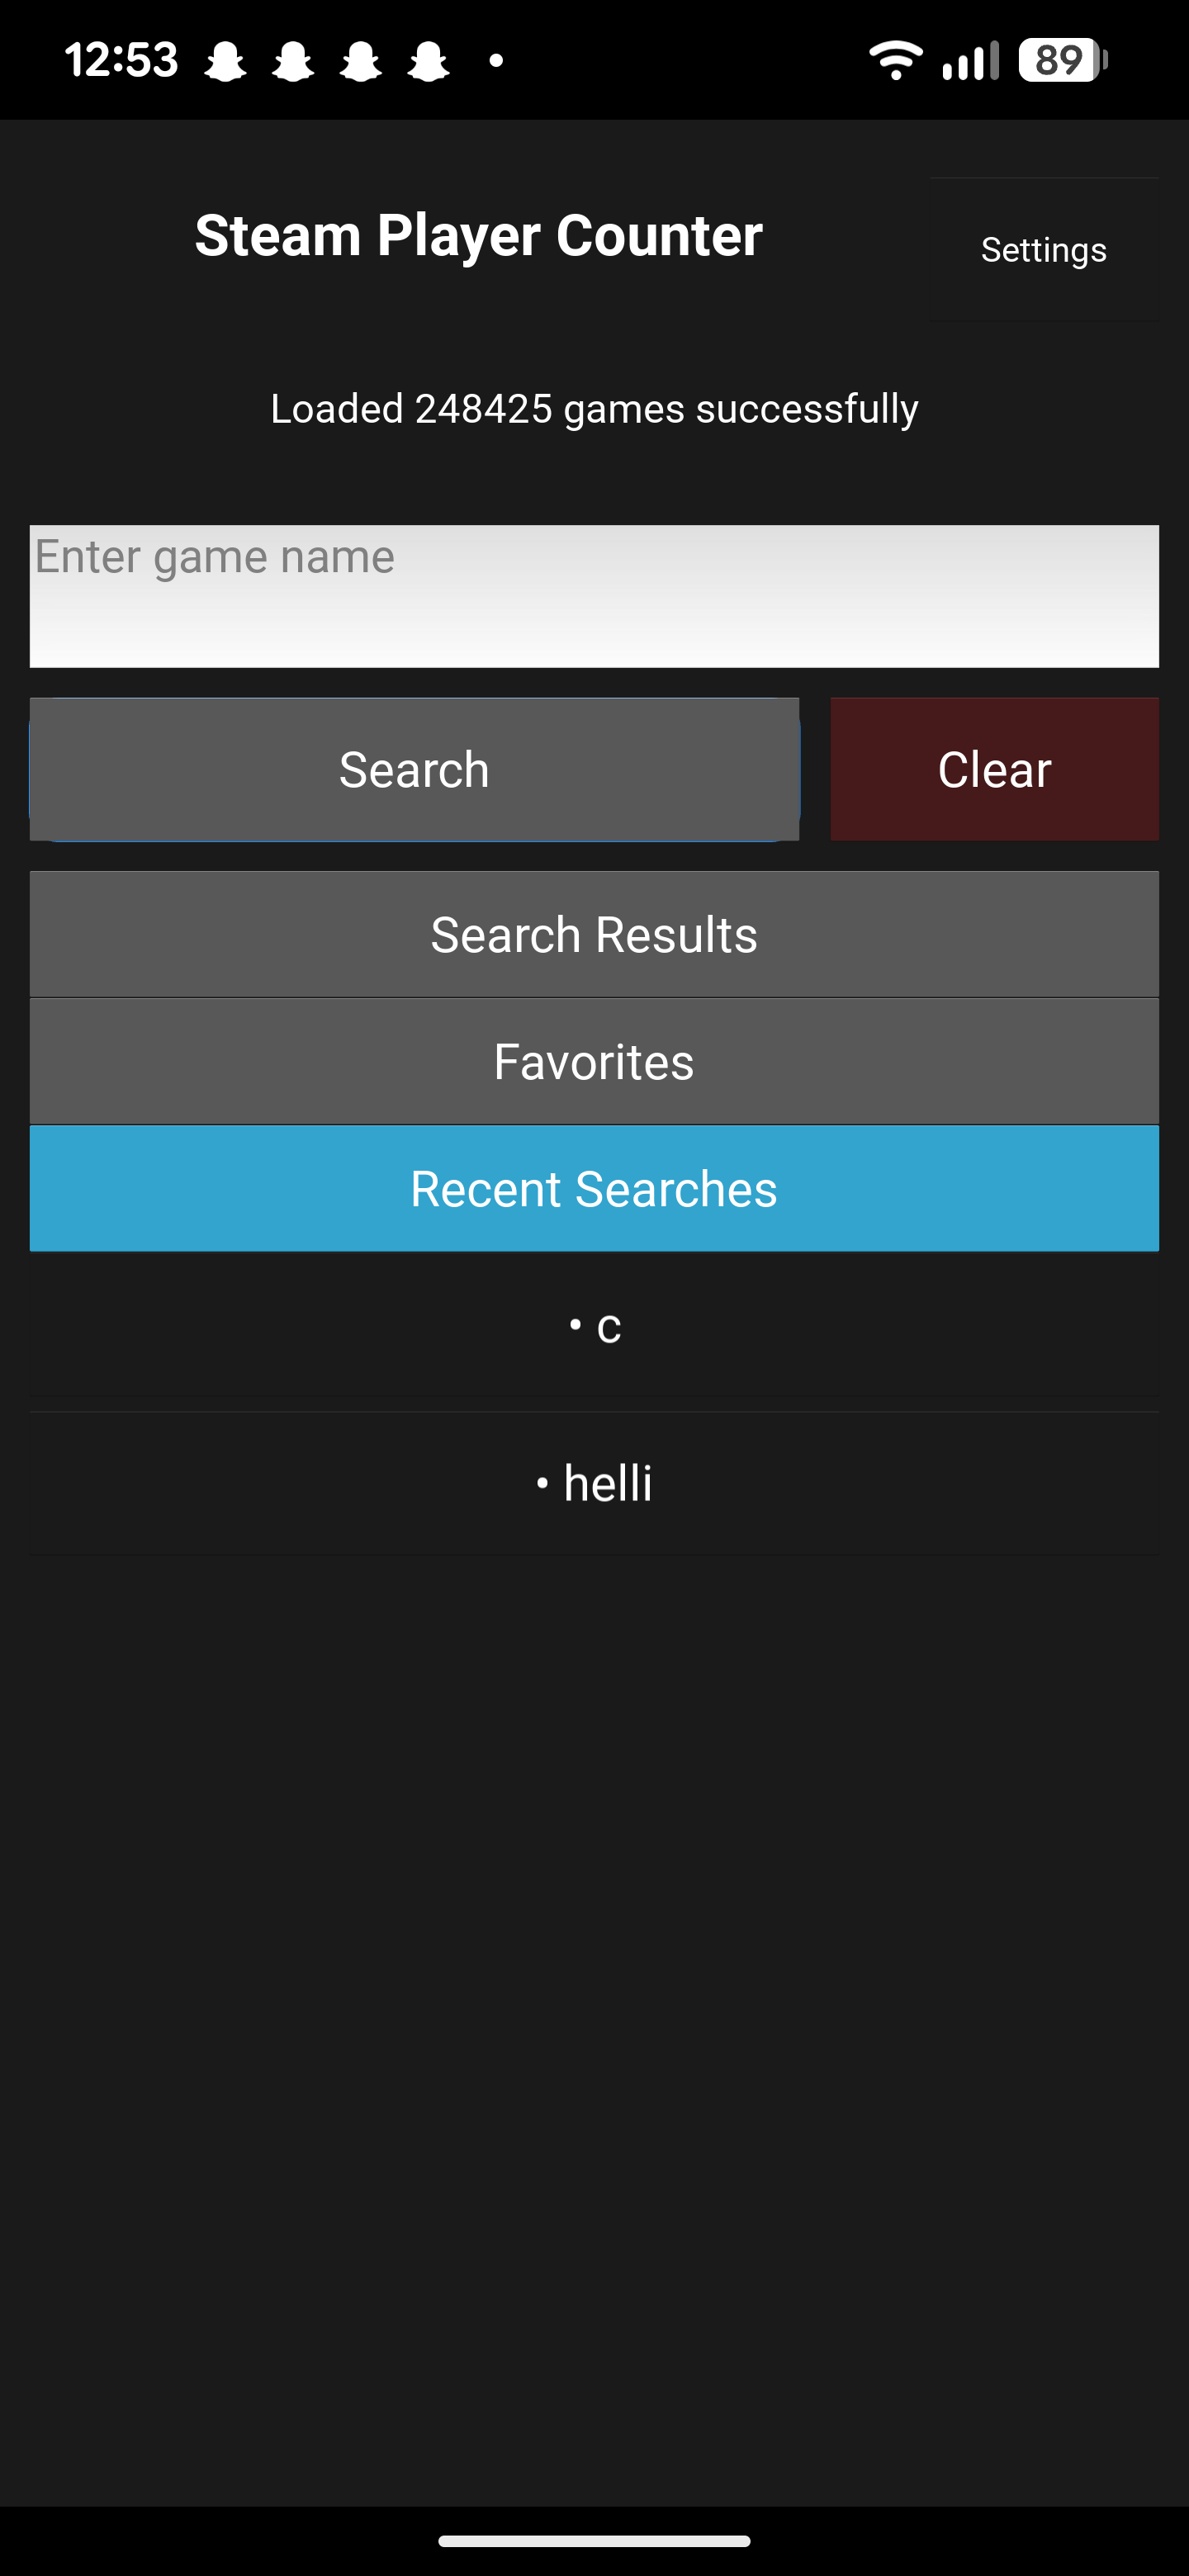 12:53
89
Steam Player Counter
Settings
Loaded 248425 games successfully
Enter game name
Search
Clear
Search Results
Favorites
Recent Searches
• c
• helli